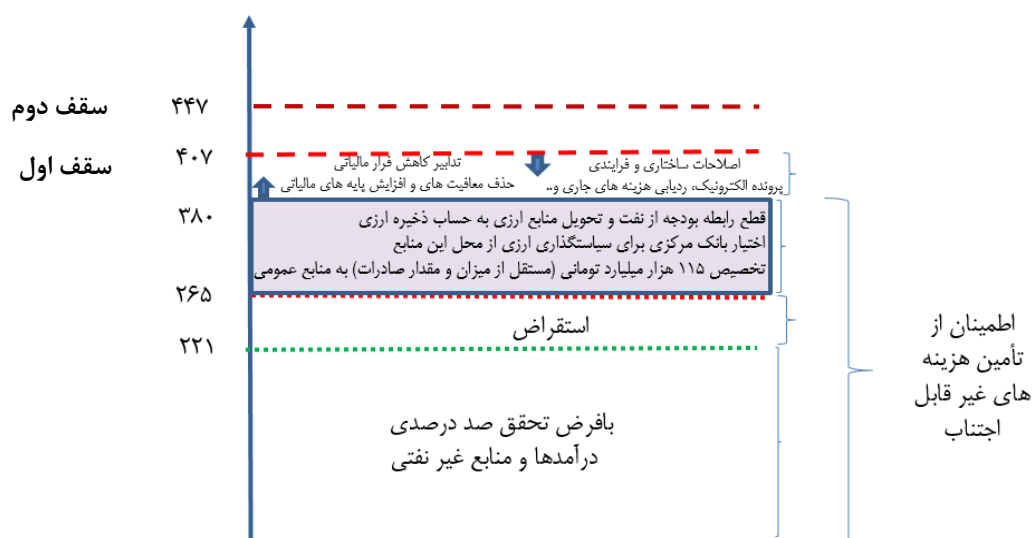 سقف دوم
۴۴۷
سقف اول
۴۰۷
اصلاحات ساختاری و فرایندی
پرونده الکترونیک، ردیابی هزینه های جاری و..
تدابیر کاهش فرار مالیاتی
حذف معافیت های و افزایش پایه های مالیاتی
۳۸۰
قطع رابطه بودجه از نفت و تحویل منابع ارزی به حساب ذخیره ارزی
اختیار بانک مرکزی برای سیاستگذاری ارزی از محل این منابع
تخصیص ۱۱۵ هزار میلیارد تومانی (مستقل از میزان و مقدار صادرات) به منابع عمومی
۲۶۵
استقراض
۲۲۱
بافرض تحقق صد درصدی
درآمدها و منابع غیر نفتی
اطمینان از
تأمین هزینه
های غیر قابل
اجتناب